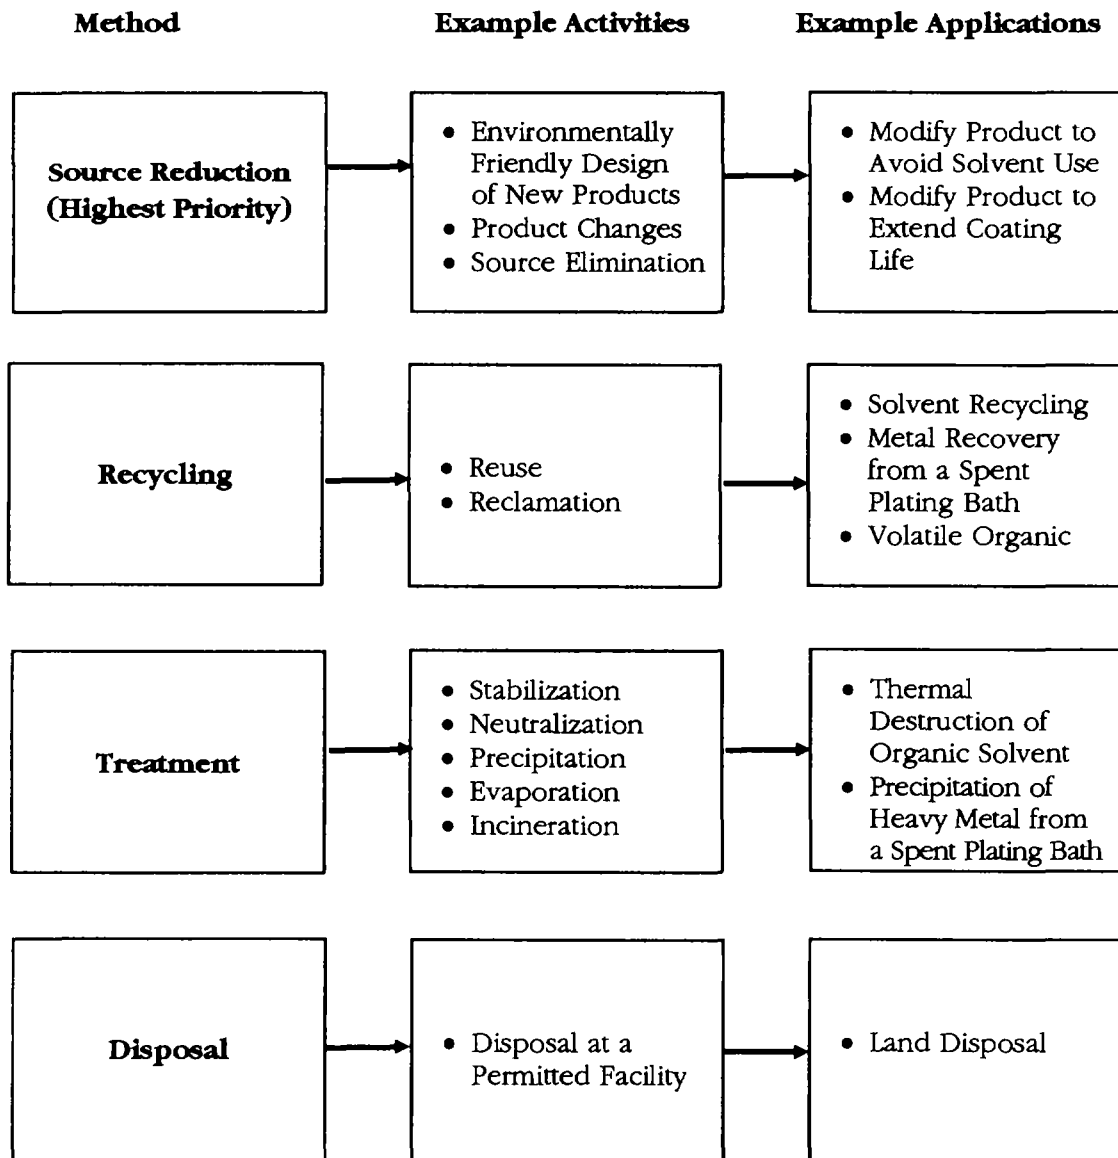 Method Example Activities Example Applications
Source Reduction
(Highest Priority)
• Environmentally
Friendly Design
of New Products
• Product Changes
• Source Elimination
• Modify Product to
Avoid Solvent Use
• Modify Product to
Extend Coating
Life
Recycling
• Reuse
• Reclamation
• Solvent Recycling
• Metal Recovery
from a Spent
Plating Bath
• Volatile Organic
Treatment
• Stabilization
• Neutralization
• Precipitation
• Evaporation
• Incineration
• Thermal
Destruction of
Organic Solvent
• Precipitation of
Heavy Metal from
a Spent Plating Bath
Disposal
• Disposal at a
Permitted Facility
• Land Disposal